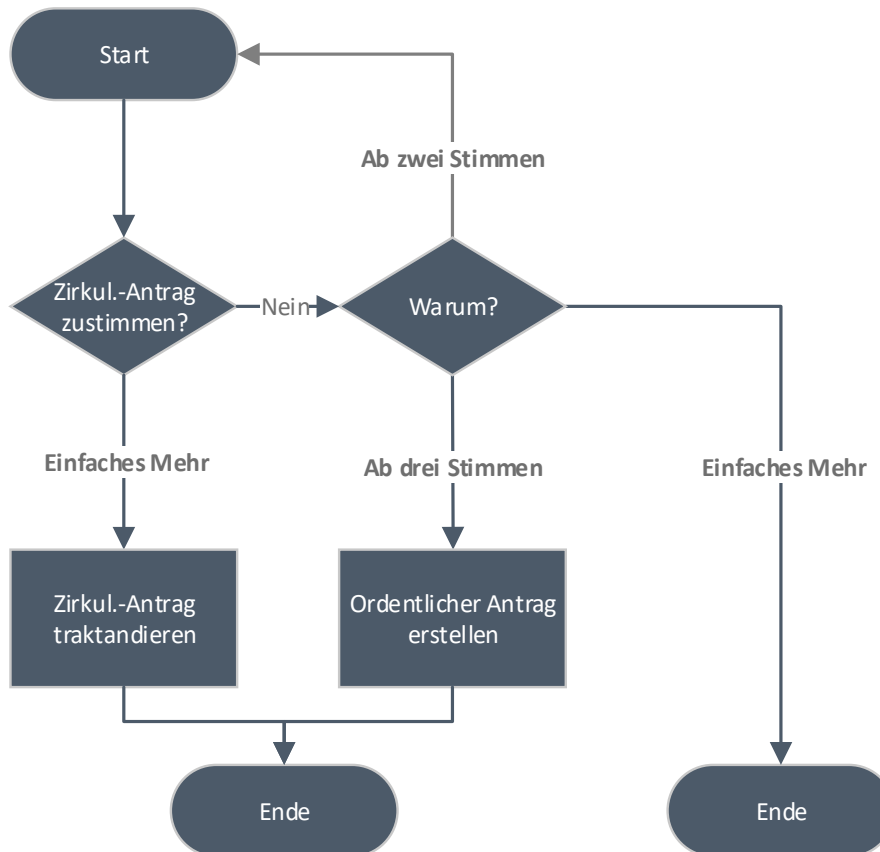 Start
Ab zwei Stimmen
Zirkul.-Antrag
zustimmen?
Nein
Warum?
Einfaches Mehr
Ab drei Stimmen
Einfaches Mehr
Zirkul.-Antrag
traktandieren
Ordentlicher Antrag
erstellen
Ende
Ende